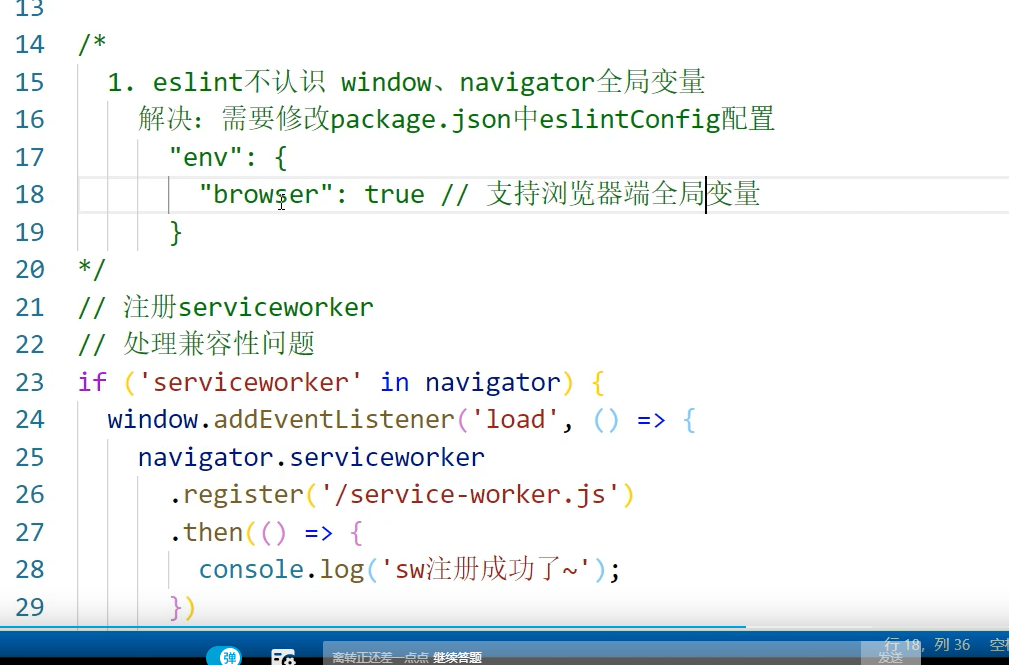 13
14 /*
15 1. eslint不认识 window、navigator全局变量
16 解决：需要修改package.json中eslintConfig配置
17 "env": {
18 "browser": true // 支持浏览器端全局变量
19 }
20 */
21 // 注册serviceworker
22 // 处理兼容性问题
23 if ('serviceworker' in navigator) {
24 window.addEventListener('load', () => {
25 navigator.serviceworker
26 .register('/service-worker.js')
27 .then(() => {
28 console.log('sw注册成功了~');
29 })
行 18，列 36 空格
弹 离转正还差一点点 继续答题 发送